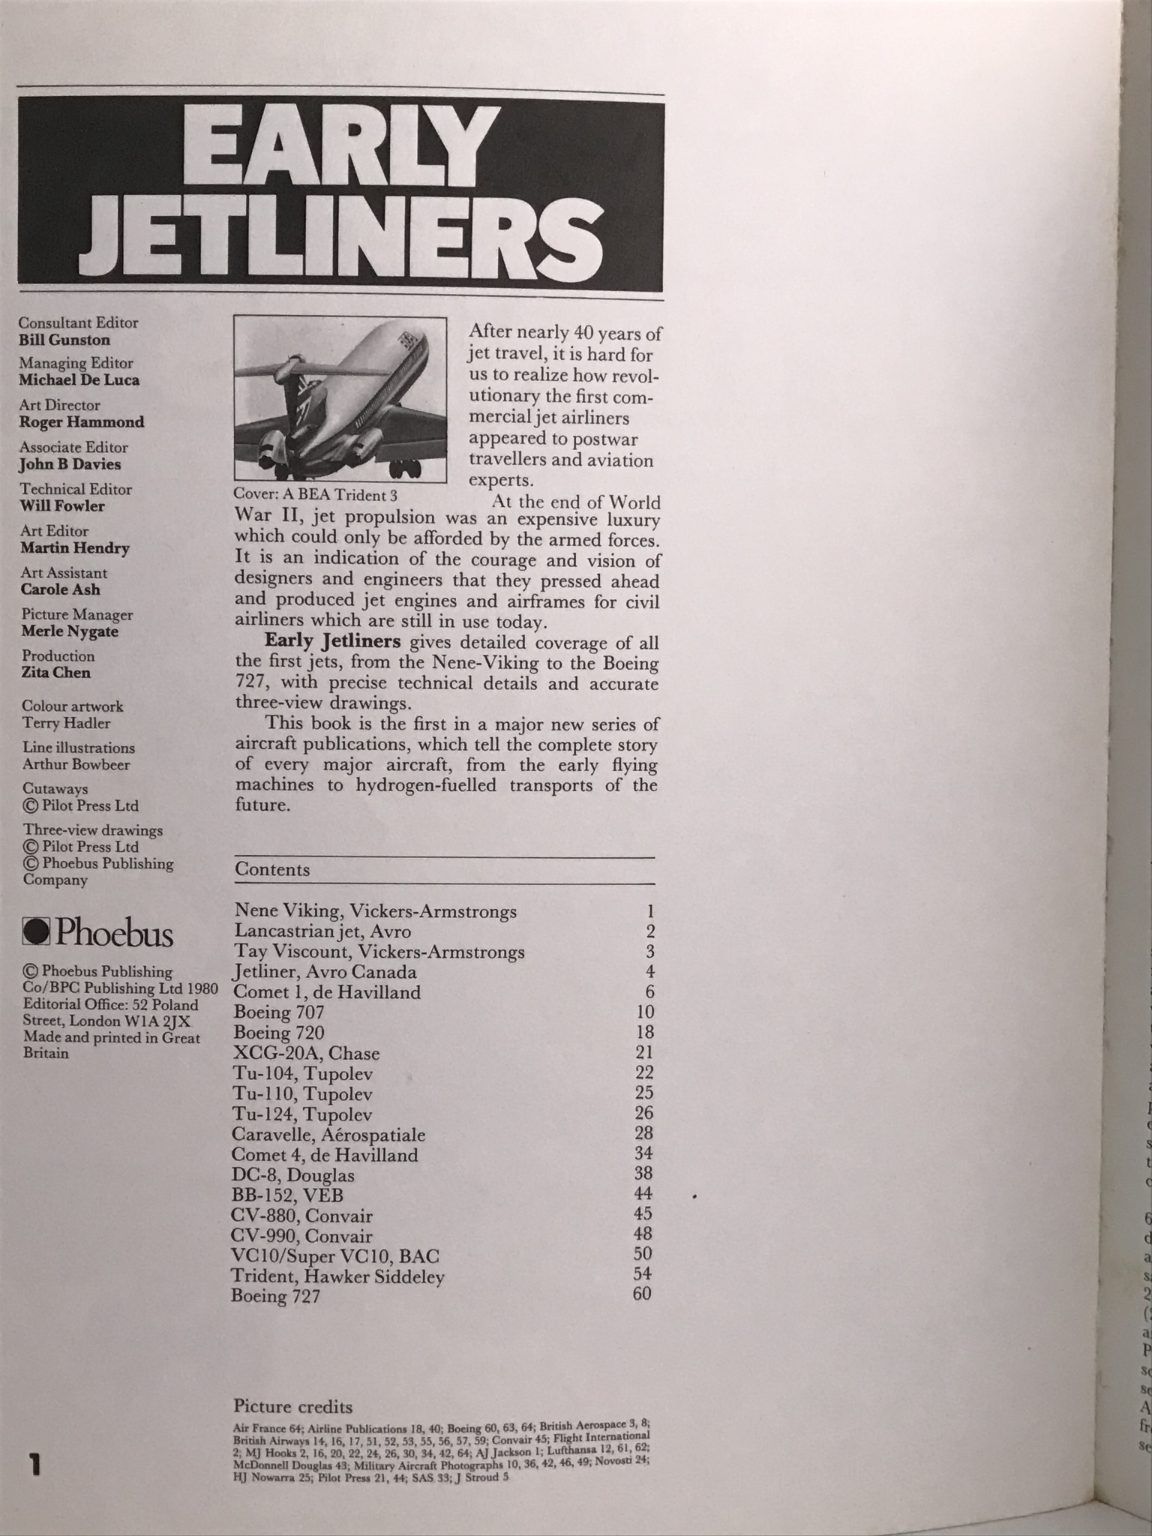 EARLY
JETLINERS
Consultant Editor
Bill Gunston
Managing Editor
Michael De Luca
Art Director
Roger Hammond
Associate Editor
John B Davies
Technical Editor
Will Fowler
Art Editor
Martin Hendry
Art Assistant
Carole Ash
Picture Manager
Merle Nygate
Production
Zita Chen
Colour artwork
Terry Hadler
Line illustrations
Arthur Bowbeer
Cutaways
© Pilot Press Ltd
Three-view drawings
© Pilot Press Ltd
© Phoebus Publishing
Company
Phoebus
© Phoebus Publishing
Co/BPC Publishing Ltd 1980
Editorial Office: 52 Poland
Street, London W1A 2JX
Made and printed in Great
Britain
Cover: A BEA Trident 3
After nearly 40 years of
jet travel, it is hard for
us to realize how revol-
utionary the first com-
mercial jet airliners
appeared to postwar
travellers and aviation
experts.
At the end of World
War II, jet propulsion was an expensive luxury
which could only be afforded by the armed forces.
It is an indication of the courage and vision of
designers and engineers that they pressed ahead
and produced jet engines and airframes for civil
airliners which are still in use today.
Early Jetliners gives detailed coverage of all
the first jets, from the Nene-Viking to the Boeing
727, with precise technical details and accurate
three-view drawings.
This book is the first in a major new series of
aircraft publications, which tell the complete story
of every major aircraft, from the early flying
machines to hydrogen-fuelled transports of the
future.
Contents
Nene Viking, Vickers-Armstrongs 1
Lancastrian jet, Avro 2
Tay Viscount, Vickers-Armstrongs 3
Jetliner, Avro Canada 4
Comet 1, de Havilland 6
Boeing 707 10
Boeing 720 18
XCG-20A, Chase 21
Tu-104, Tupolev 22
Tu-110, Tupolev 25
Tu-124, Tupolev 26
Caravelle, Aérospatiale 28
Comet 4, de Havilland 34
DC-8, Douglas 38
BB-152, VEB 44
CV-880, Convair 45
CV-990, Convair 48
VC10/Super VC10, BAC 50
Trident, Hawker Siddeley 54
Boeing 727 60
Picture credits
Air France 64; Airline Publications 18, 40; Boeing 60, 63, 64; British Aerospace 3, 8;
British Airways 14, 16, 17, 51, 52, 53, 55, 56, 57, 59; Convair 45; Flight International
2; MJ Hooks 2, 16, 20, 22, 24, 26, 30, 34, 42, 64; AJ Jackson 1; Lufthansa 12, 61, 62;
McDonnell Douglas 43; Military Aircraft Photographs 10, 36, 42, 46, 49; Novosti 24;
HJ Nowarra 25; Pilot Press 21, 44; SAS 33; J Stroud 5
1